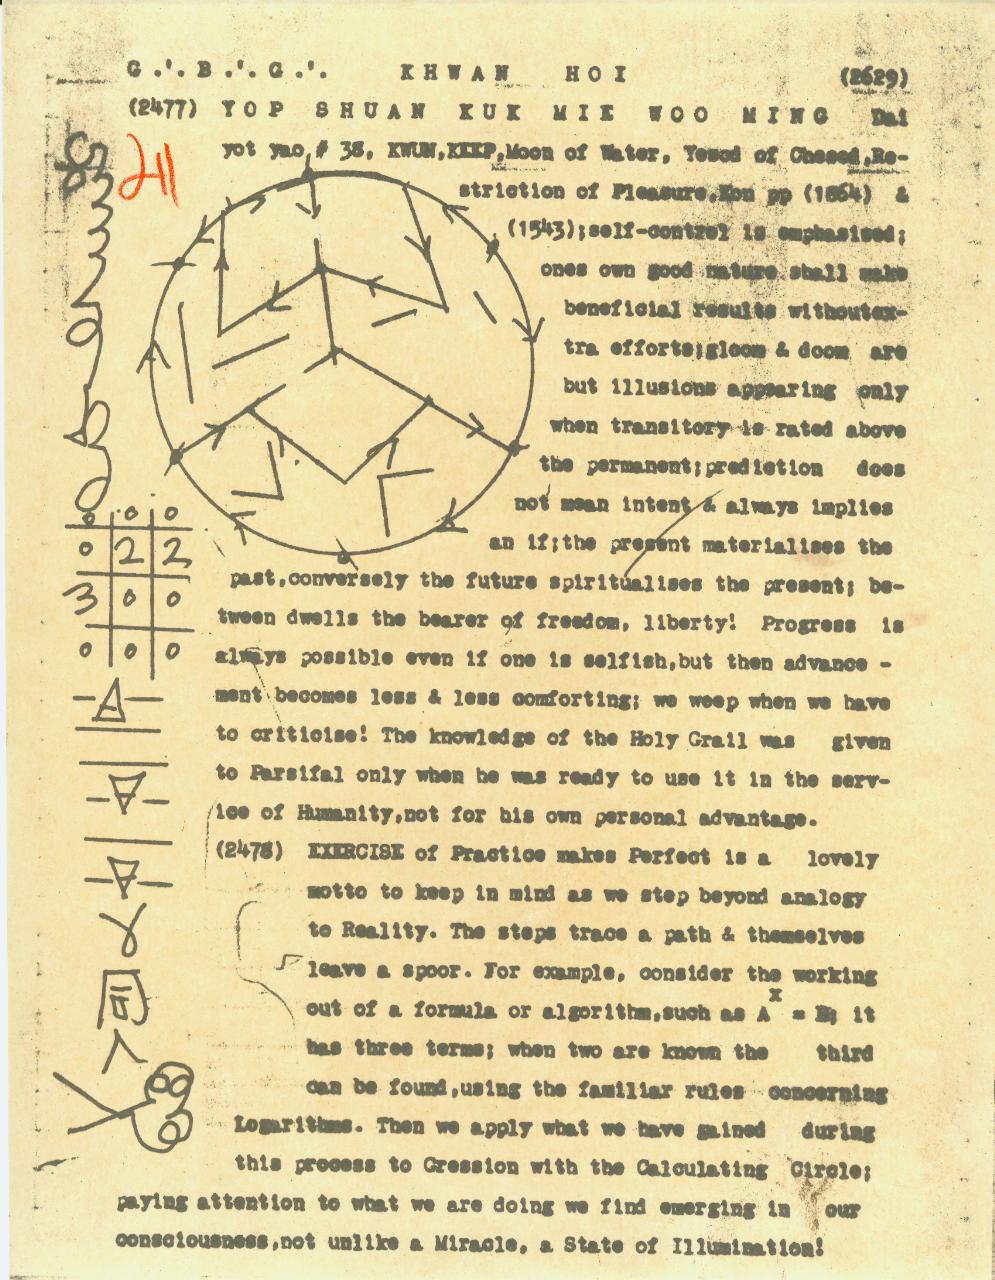 G.'. B.'. G.'. KHWAN HOI (2629)
(2477) YOP SHUAN KUK MIE WOO MING Dai
211
yot yao,# 38, KWUN,KEEP,Moon of Water, Yesod of Chesed,Re-
striction of Pleasure,Kon pp (1864) &
(1543);self-control is emphasised;
ones own good nature shall make
beneficial results withoutex-
tra efforts;gloom & doom are
but illusions appearing only
when transitory is rated above
the permanent;prediction does
not mean intent & always implies
an if;the present materialises the
past,conversely the future spiritualises the present; be-
tween dwells the bearer of freedom, liberty! Progress is
always possible even if one is selfish,but then advance -
ment becomes less & less comforting; we weep when we have
to criticise! The knowledge of the Holy Grail was given
to Parsifal only when he was ready to use it in the serv-
ice of Humanity,not for his own personal advantage.
(2478) EXERCISE of Practice makes Perfect is a lovely
motto to keep in mind as we step beyond analogy
to Reality. The steps trace a path & themselves
leave a spoor. For example, consider the working
out of a formula or algorithm,such as A^x = B; it
has three terms; when two are known the third
can be found,using the familiar rules concerning
Logarithms. Then we apply what we have gained during
this process to Cression with the Calculating Circle;
paying attention to what we are doing we find emerging in our
consciousness,not unlike a Miracle, a State of Illumination!
0 0 0
0 2 2
3 0 0
0 0 0